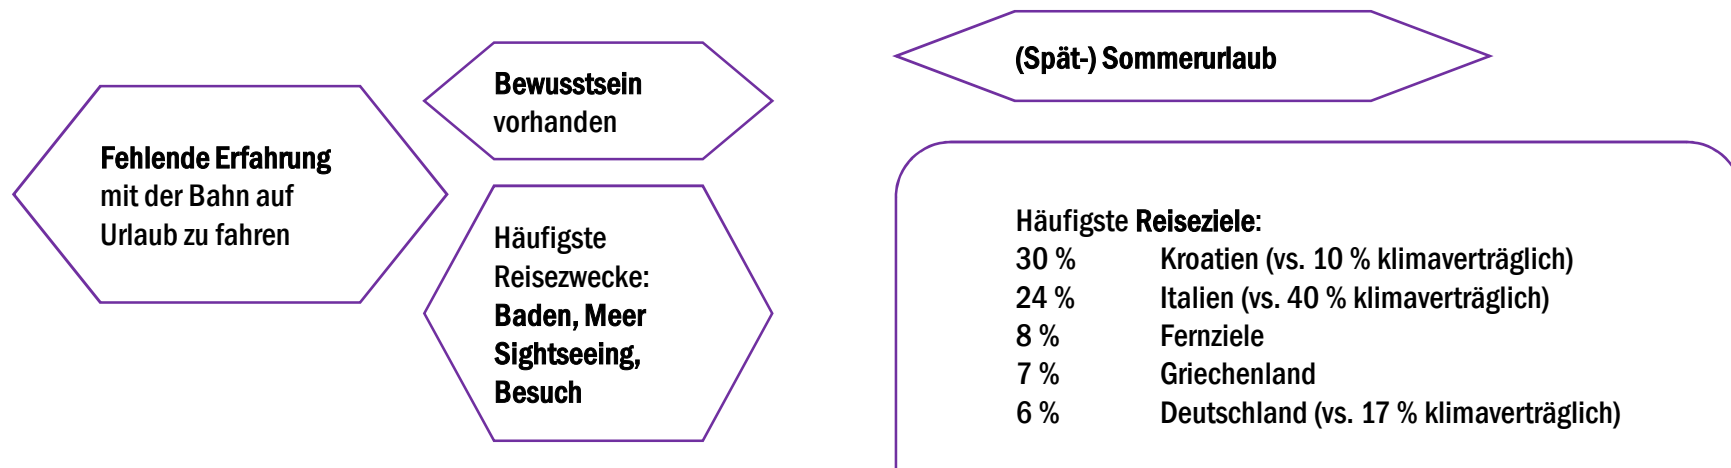 Fehlende Erfahrung
mit der Bahn auf
Urlaub zu fahren
Bewusstsein
vorhanden
Häufigste
Reisezwecke:
Baden, Meer
Sightseeing,
Besuch
(Spät-) Sommerurlaub
Häufigste Reiseziele:
30 % Kroatien (vs. 10 % klimaverträglich)
24 % Italien (vs. 40 % klimaverträglich)
8 % Fernziele
7 % Griechenland
6 % Deutschland (vs. 17 % klimaverträglich)